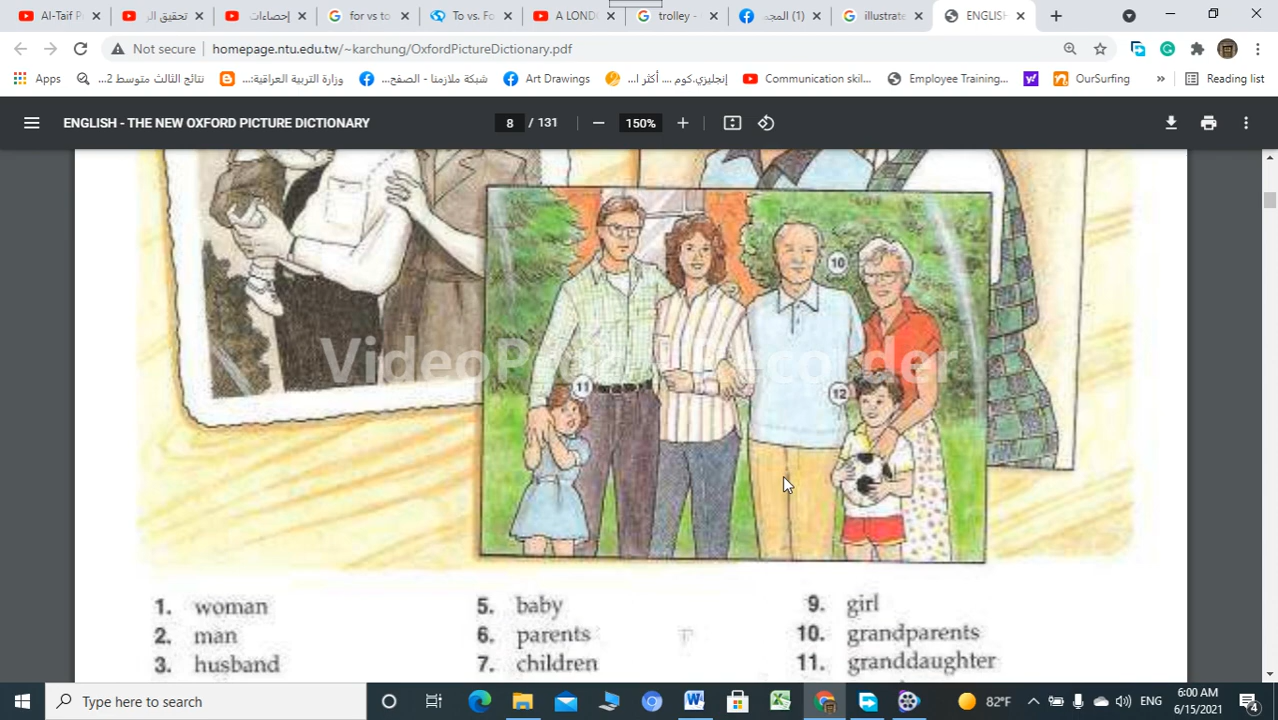 Al-Taif P
تحقيق الر
إحصاءات
for vs to
To vs. Fo
A LOND
trolley -
(1) المجم
illustrate
ENGLISH
Not secure
homepage.ntu.edu.tw/~karchung/OxfordPictureDictionary.pdf
Apps
نتائج الثالث متوسط 2...
وزارة التربية العراقية:...
شبكة ملازمنا - الصفح...
Art Drawings
إنجليزي.كوم .... أكثر ا...
Communication skil...
Employee Training...
OurSurfing
»
Reading list
ENGLISH - THE NEW OXFORD PICTURE DICTIONARY
8 / 131
150%
10
11
12
1. woman
5. baby
9. girl
2. man
6. parents
10. grandparents
3. husband
7. children
11. granddaughter
Type here to search
82°F
ENG
6:00 AM
6/15/2021
4